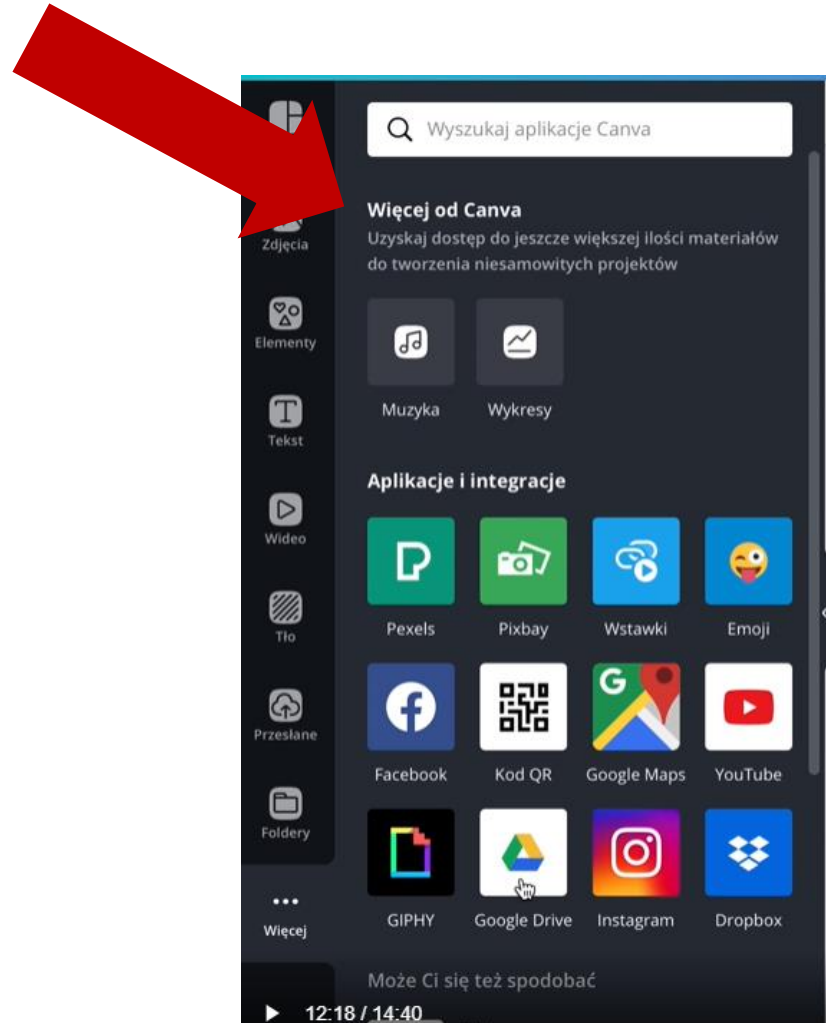 Wyszukaj aplikacje Canva
Więcej od Canva
Uzyskaj dostęp do jeszcze większej ilości materiałów
do tworzenia niesamowitych projektów
Muzyka Wykresy
Aplikacje i integracje
Pexels Pixbay Wstawki Emoji
Facebook Kod QR Google Maps YouTube
GIPHY Google Drive Instagram Dropbox
Może Ci się też spodobać
Zdjęcia
Elementy
Tekst
Wideo
Tło
Przesłane
Foldery
Więcej
12:18 / 14:40